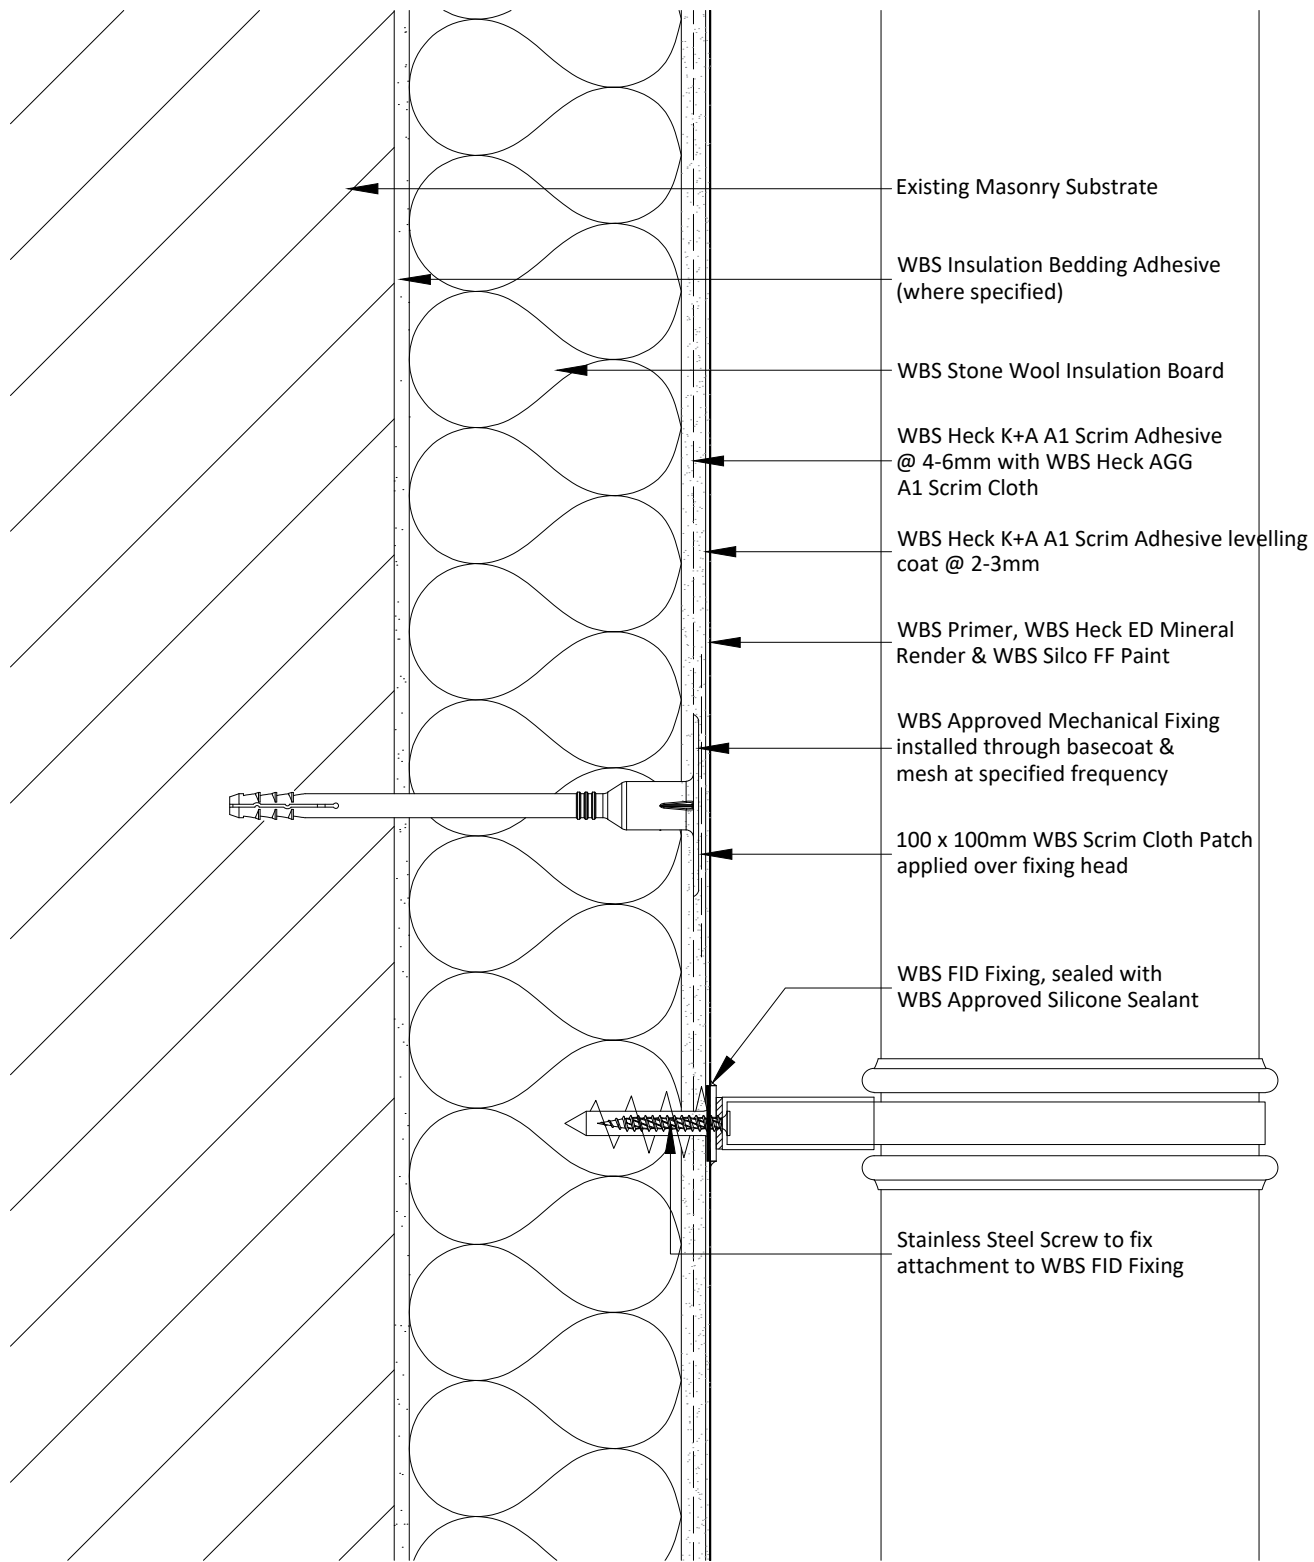 Existing Masonry Substrate
WBS Insulation Bedding Adhesive
(where specified)
WBS Stone Wool Insulation Board
WBS Heck K+A A1 Scrim Adhesive
@ 4-6mm with WBS Heck AGG
A1 Scrim Cloth
WBS Heck K+A A1 Scrim Adhesive levelling
coat @ 2-3mm
WBS Primer, WBS Heck ED Mineral
Render & WBS Silco FF Paint
WBS Approved Mechanical Fixing
installed through basecoat &
mesh at specified frequency
100 x 100mm WBS Scrim Cloth Patch
applied over fixing head
WBS FID Fixing, sealed with
WBS Approved Silicone Sealant
Stainless Steel Screw to fix
attachment to WBS FID Fixing